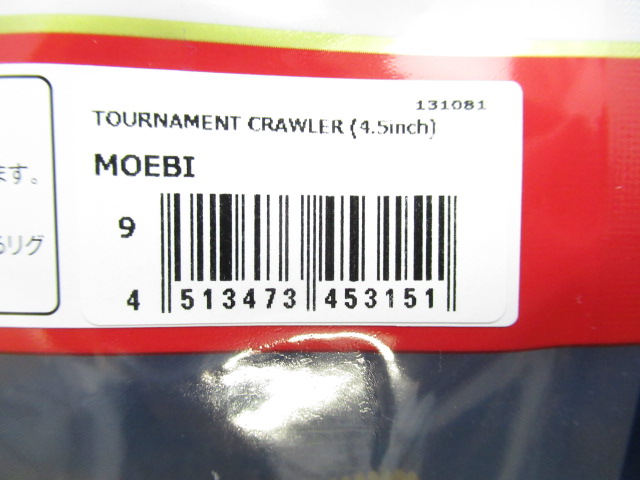 131081
TOURNAMENT CRAWLER (4.5inch)
MOEBI
9
4 513473 453151
ます。
リグ